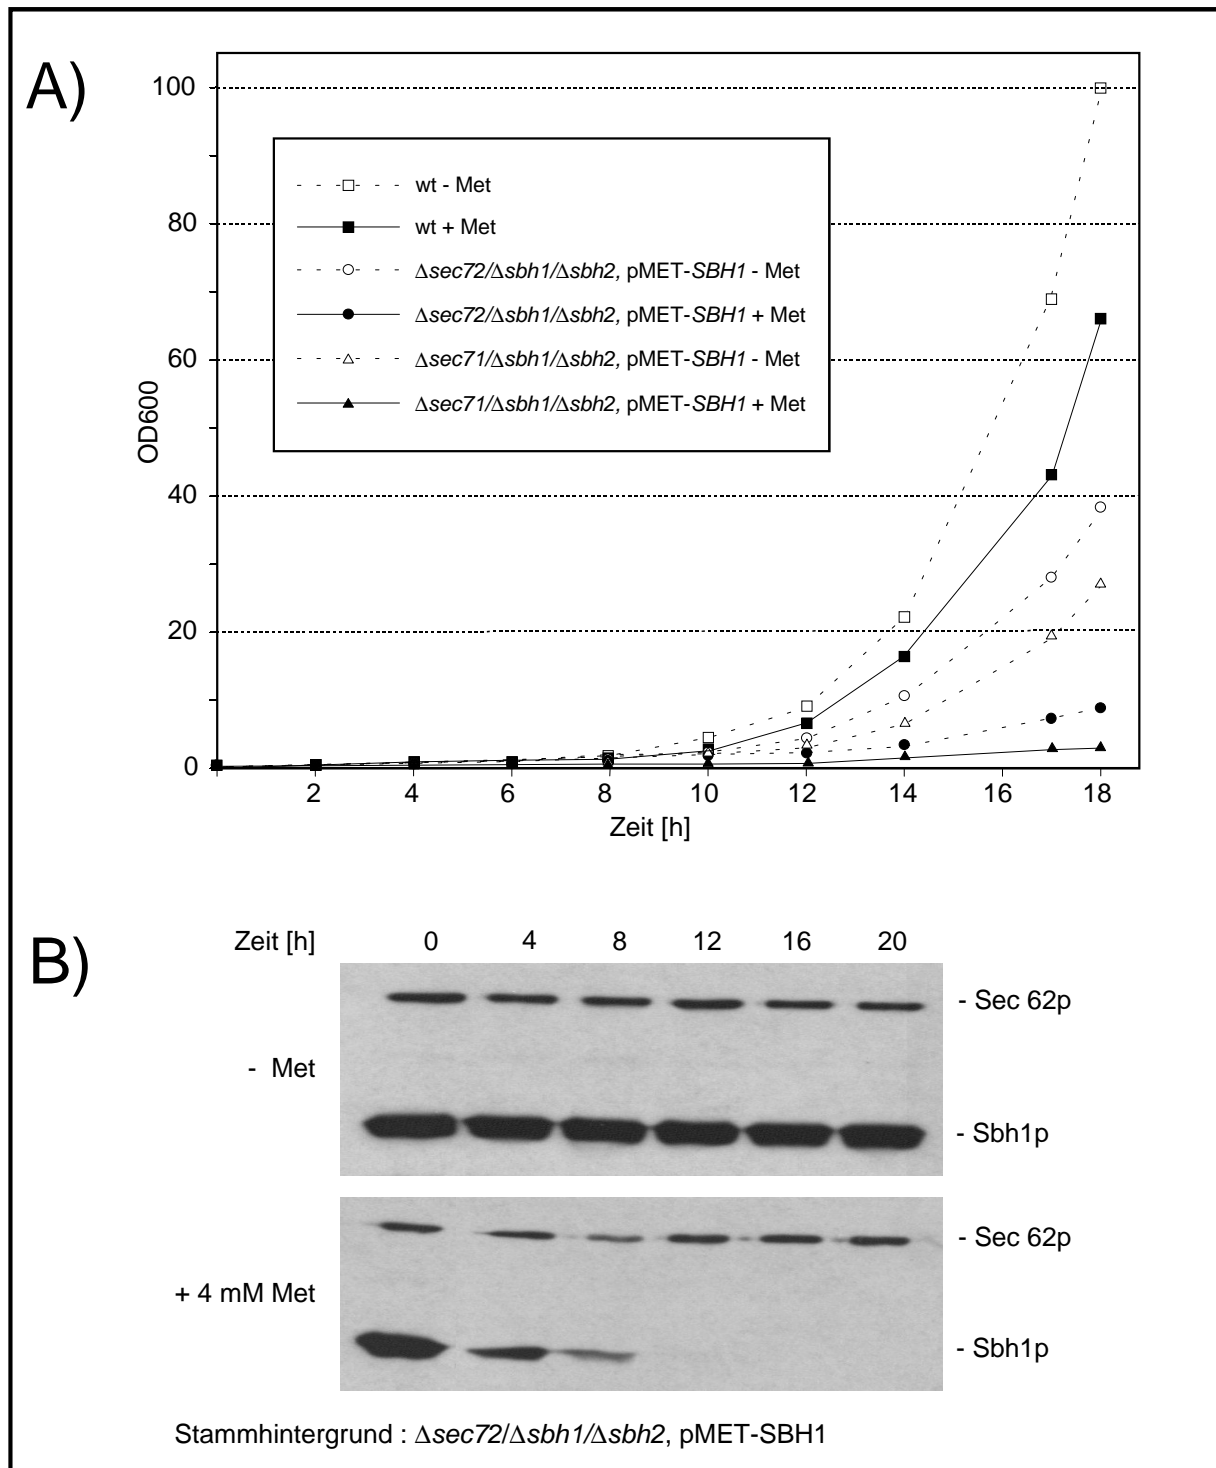 A)
100
80
60
40
20
0
OD600
wt - Met
wt + Met
Δsec72/Δsbh1/Δsbh2, pMET-SBH1 - Met
Δsec72/Δsbh1/Δsbh2, pMET-SBH1 + Met
Δsec71/Δsbh1/Δsbh2, pMET-SBH1 - Met
Δsec71/Δsbh1/Δsbh2, pMET-SBH1 + Met
2 4 6 8 10 12 14 16 18
Zeit [h]
B)
Zeit [h] 0 4 8 12 16 20
- Sec 62p
- Met
- Sbh1p
- Sec 62p
+ 4 mM Met
- Sbh1p
Stammhintergrund : Δsec72/Δsbh1/Δsbh2, pMET-SBH1